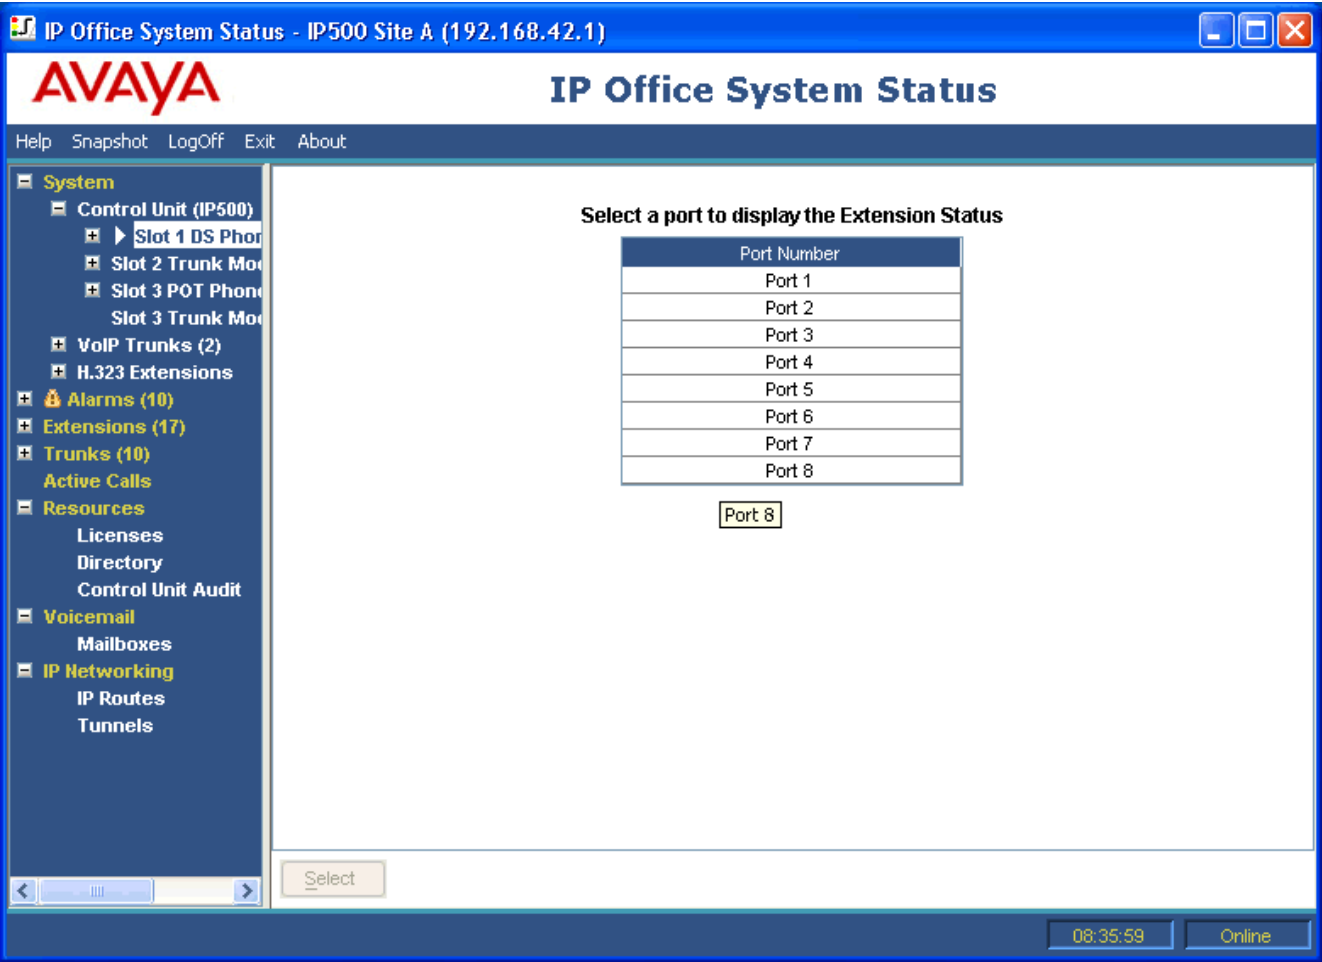 IP Office System Status - IP500 Site A (192.168.42.1)
AVAYA
IP Office System Status
Help Snapshot LogOff Exit About
System
Control Unit (IP500)
Slot 1 DS Phon
Slot 2 Trunk Mod
Slot 3 POT Phone
Slot 3 Trunk Mod
VoIP Trunks (2)
H.323 Extensions
Alarms (10)
Extensions (17)
Trunks (10)
Active Calls
Resources
Licenses
Directory
Control Unit Audit
Voicemail
Mailboxes
IP Networking
IP Routes
Tunnels
Select a port to display the Extension Status
Port Number
Port 1
Port 2
Port 3
Port 4
Port 5
Port 6
Port 7
Port 8
Port 8
Select
08:35:59
Online